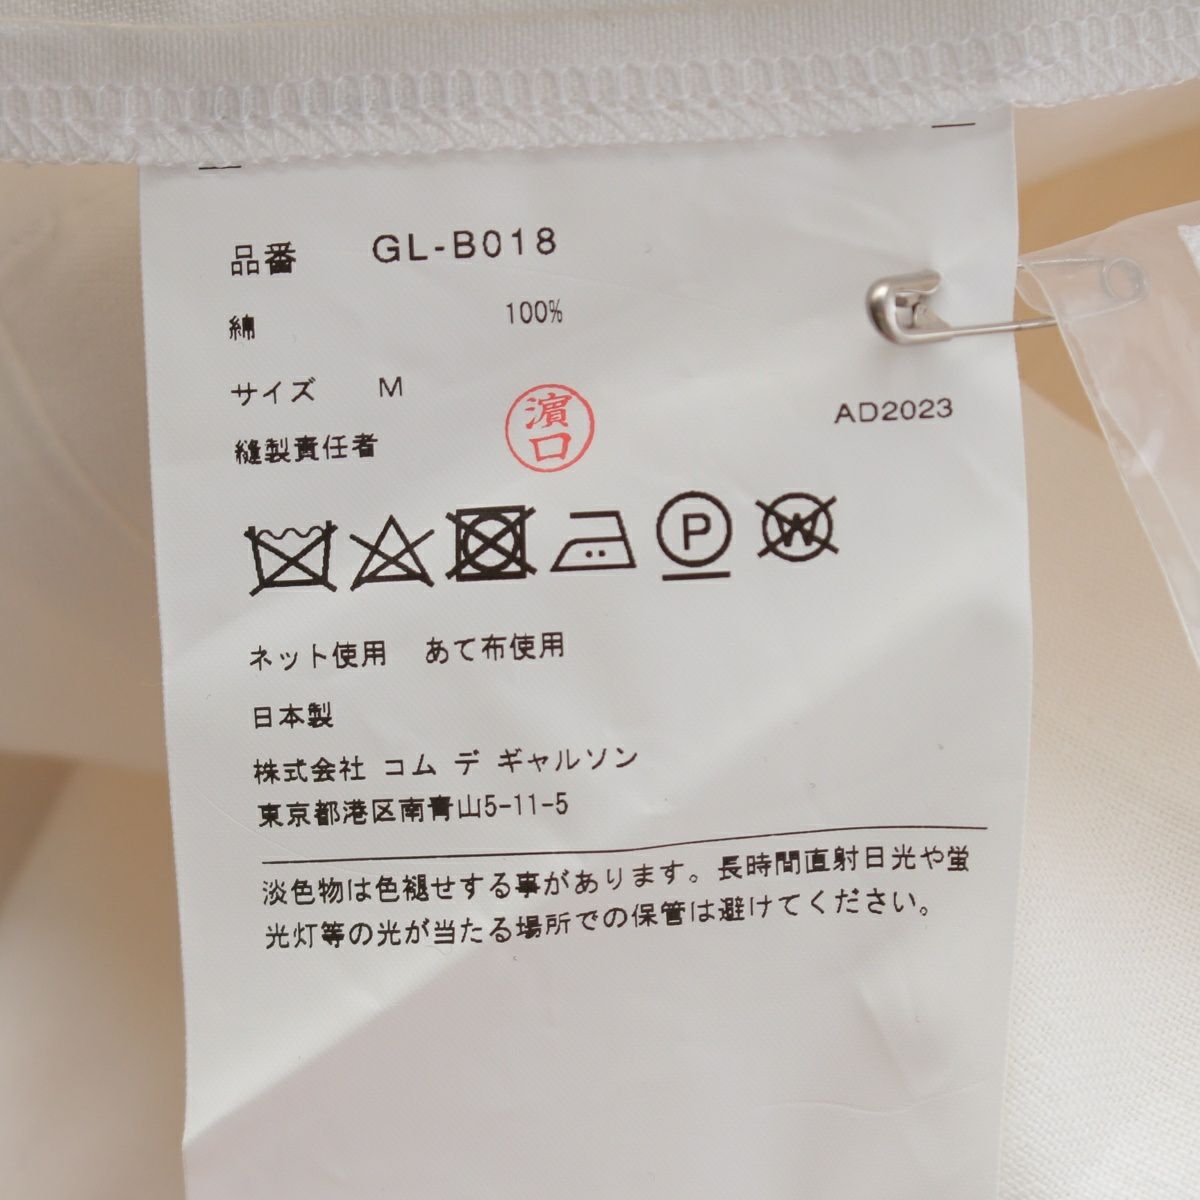 品番 GL-B018
綿 100%
サイズ M
濱口
AD2023
縫製責任者
P
W
ネット使用 あて布使用
日本製
株式会社 コム デ ギャルソン
東京都港区南青山5-11-5
淡色物は色褪せする事があります。長時間直射日光や蛍
光灯等の光が当たる場所での保管は避けてください。